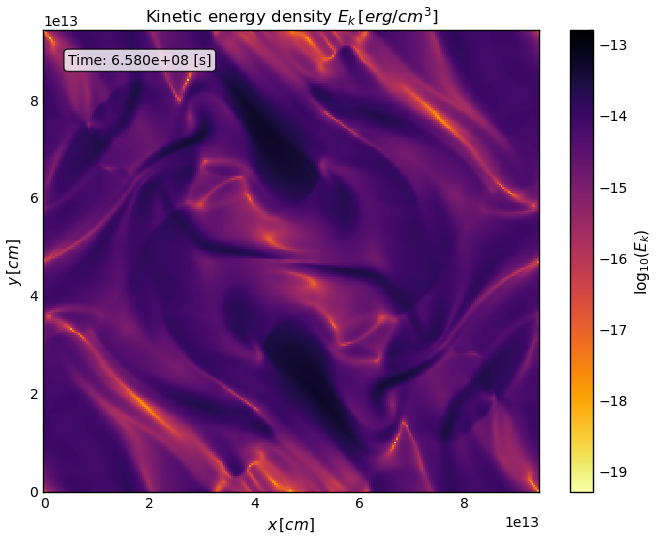 Kinetic energy density $E_k\,[erg/cm^3]$
1e13
Time: 6.580e+08 [s]
8
6
4
2
0
y [cm]
0 2 4 6 8
1e13
x [cm]
−13
−14
−15
−16
−17
−18
−19
log₁₀(Eₖ)